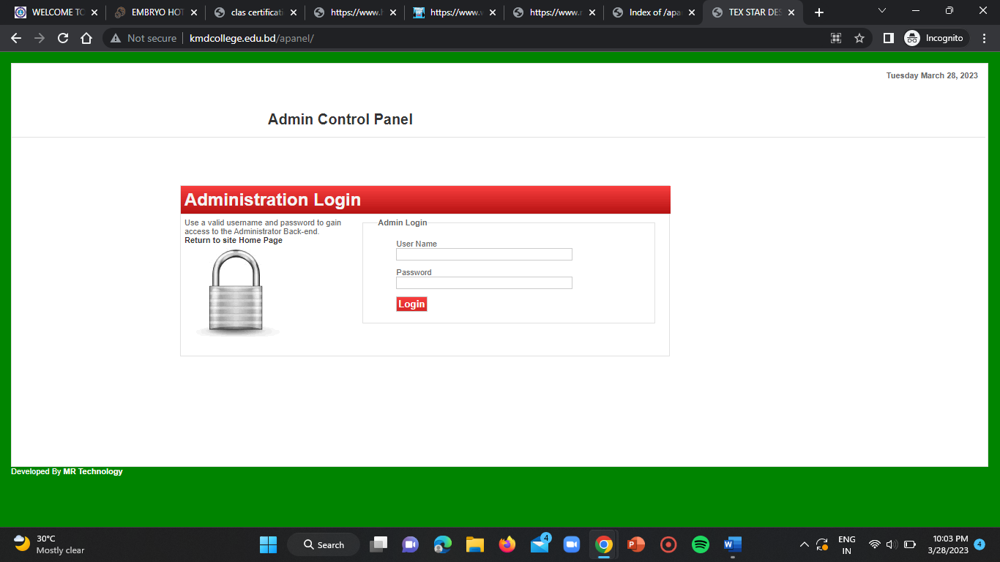 WELCOME TC
EMBRYO HOT
clas certificati
https://www.
https://www.
https://www.
Index of /apa
TEX STAR DES
Not secure
kmdcollege.edu.bd/apanel/
Incognito
Tuesday March 28, 2023
Admin Control Panel
Administration Login
Use a valid username and password to gain
access to the Administrator Back-end.
Return to site Home Page
Admin Login
User Name
Password
Login
Developed By MR Technology
30°C
Mostly clear
Search
4
ENG
IN
10:03 PM
3/28/2023
4